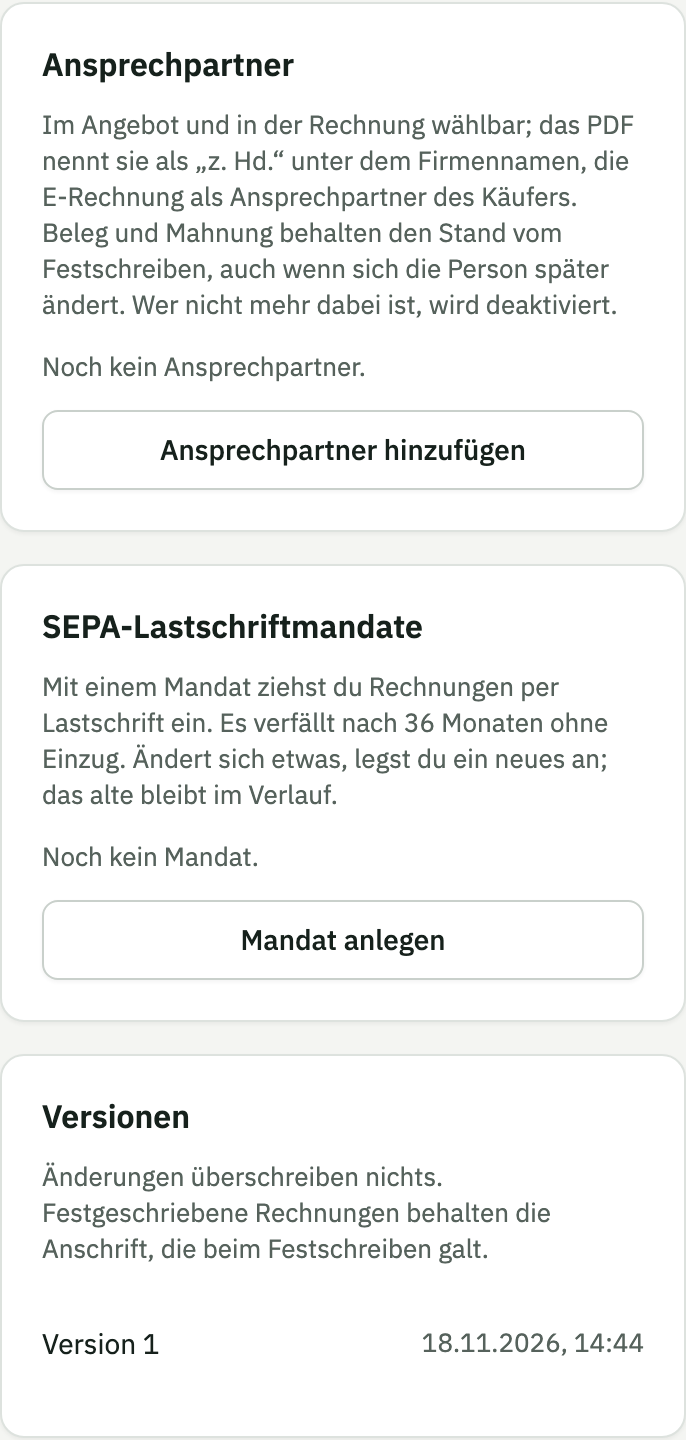 Ansprechpartner
Im Angebot und in der Rechnung wählbar; das PDF
nennt sie als „z. Hd.“ unter dem Firmennamen, die
E-Rechnung als Ansprechpartner des Käufers.
Beleg und Mahnung behalten den Stand vom
Festschreiben, auch wenn sich die Person später
ändert. Wer nicht mehr dabei ist, wird deaktiviert.
Noch kein Ansprechpartner.
Ansprechpartner hinzufügen
SEPA-Lastschriftmandate
Mit einem Mandat ziehst du Rechnungen per
Lastschrift ein. Es verfällt nach 36 Monaten ohne
Einzug. Ändert sich etwas, legst du ein neues an;
das alte bleibt im Verlauf.
Noch kein Mandat.
Mandat anlegen
Versionen
Änderungen überschreiben nichts.
Festgeschriebene Rechnungen behalten die
Anschrift, die beim Festschreiben galt.
Version 1 18.11.2026, 14:44